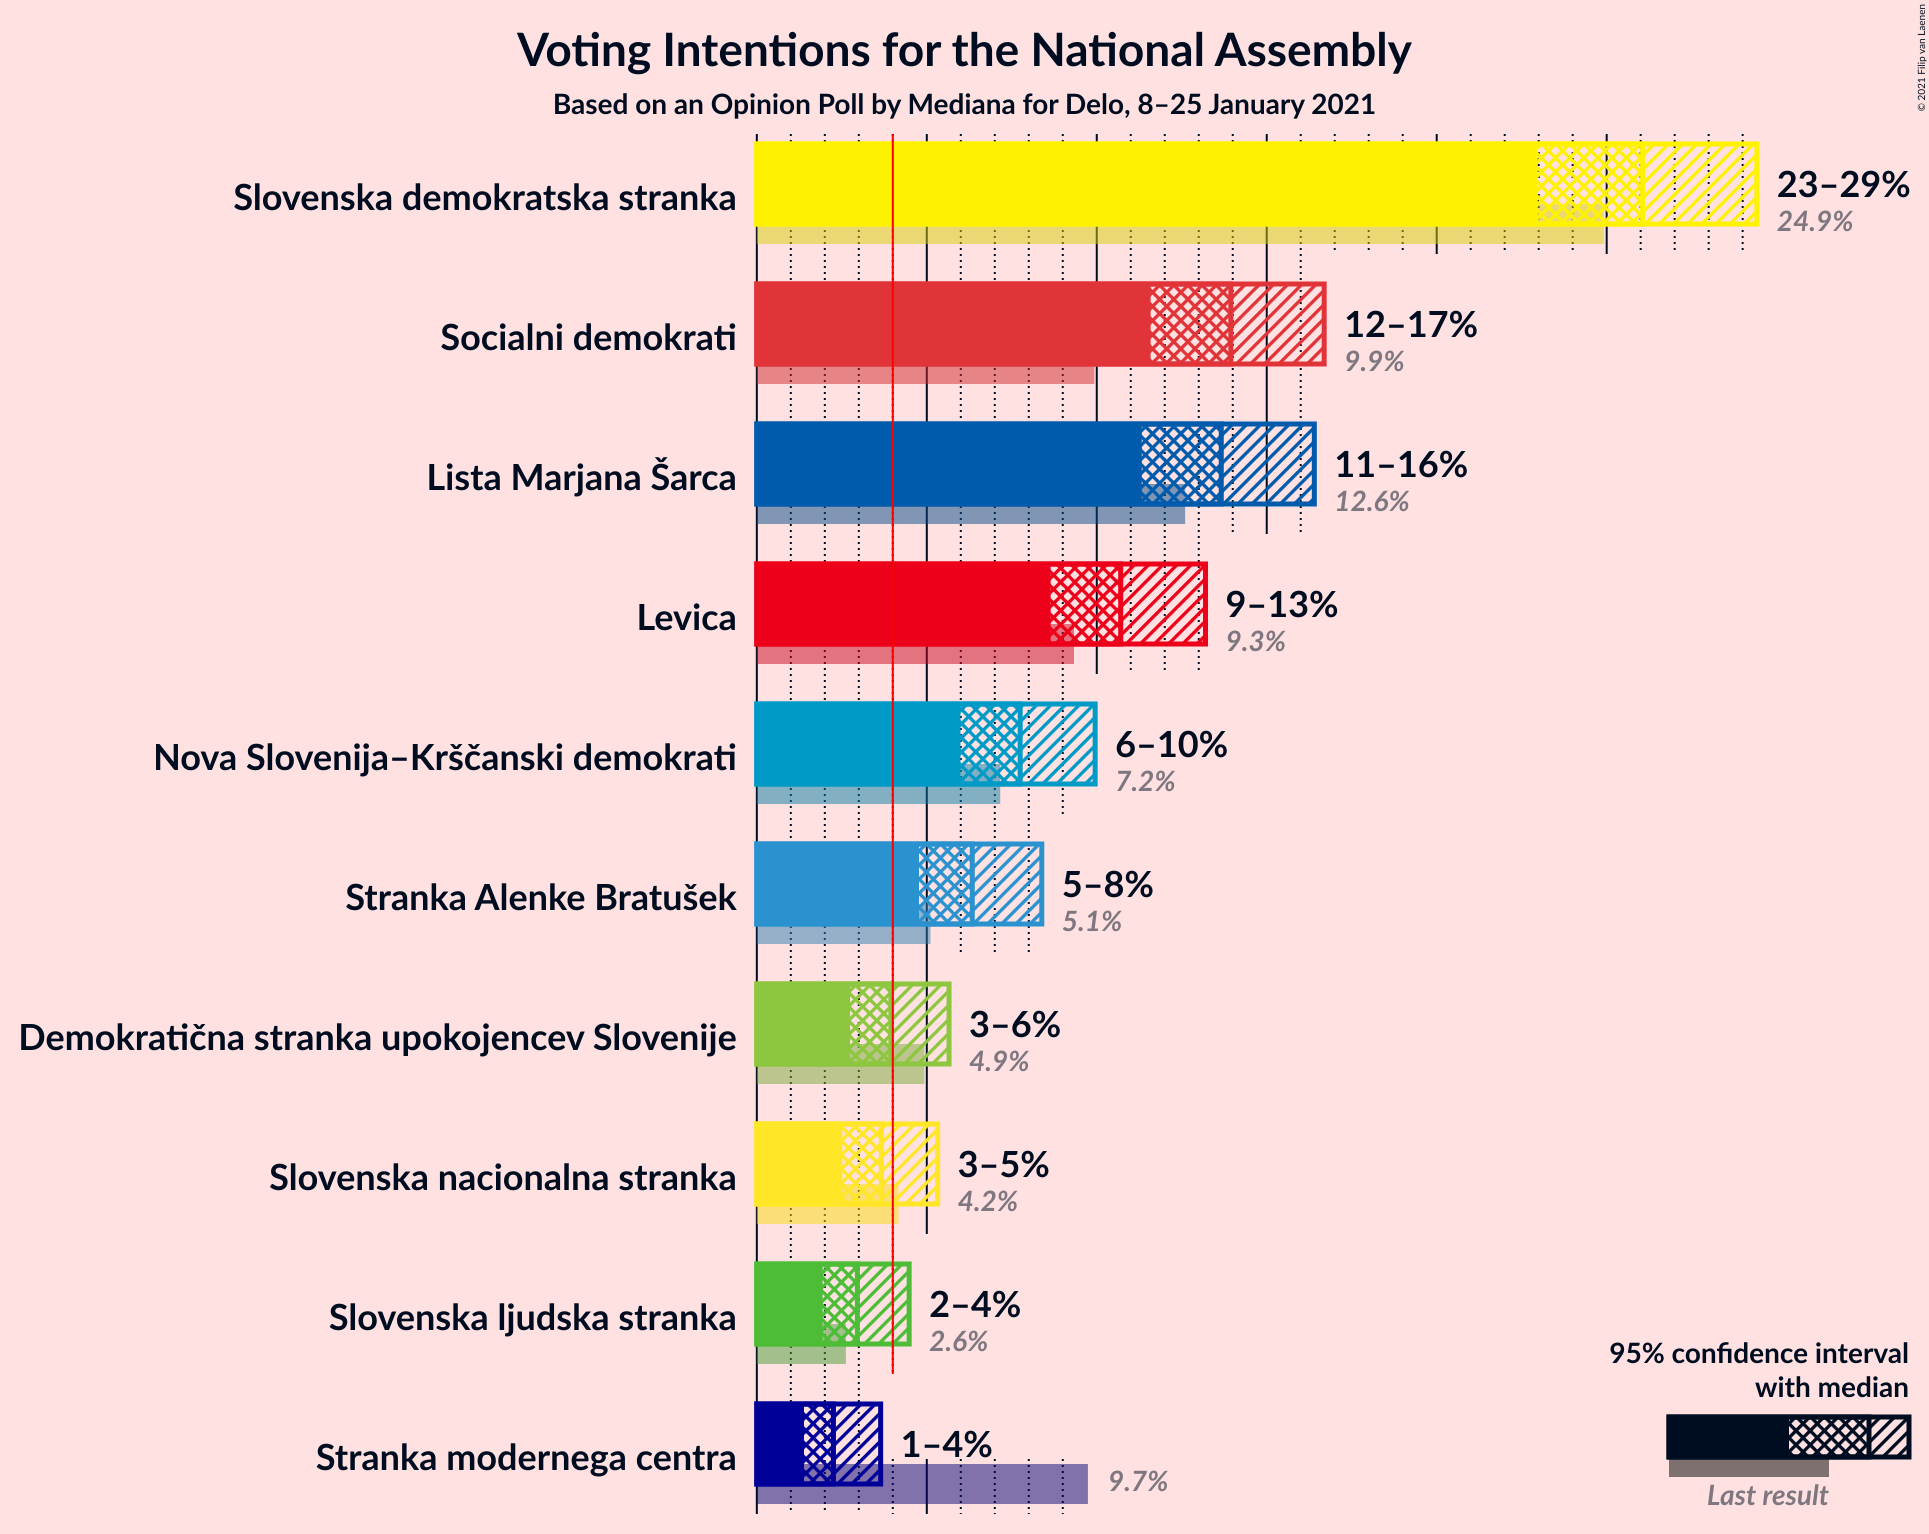 Voting Intentions for the National Assembly
Based on an Opinion Poll by Mediana for Delo, 8–25 January 2021
© 2021 Filip van Laenen
Slovenska demokratska stranka
23–29%
24.9%
Socialni demokrati
12–17%
9.9%
Lista Marjana Šarca
11–16%
12.6%
Levica
9–13%
9.3%
Nova Slovenija–Krščanski demokrati
6–10%
7.2%
Stranka Alenke Bratušek
5–8%
5.1%
Demokratična stranka upokojencev Slovenije
3–6%
4.9%
Slovenska nacionalna stranka
3–5%
4.2%
Slovenska ljudska stranka
2–4%
2.6%
Stranka modernega centra
1–4%
9.7%
95% confidence interval
with median
Last result